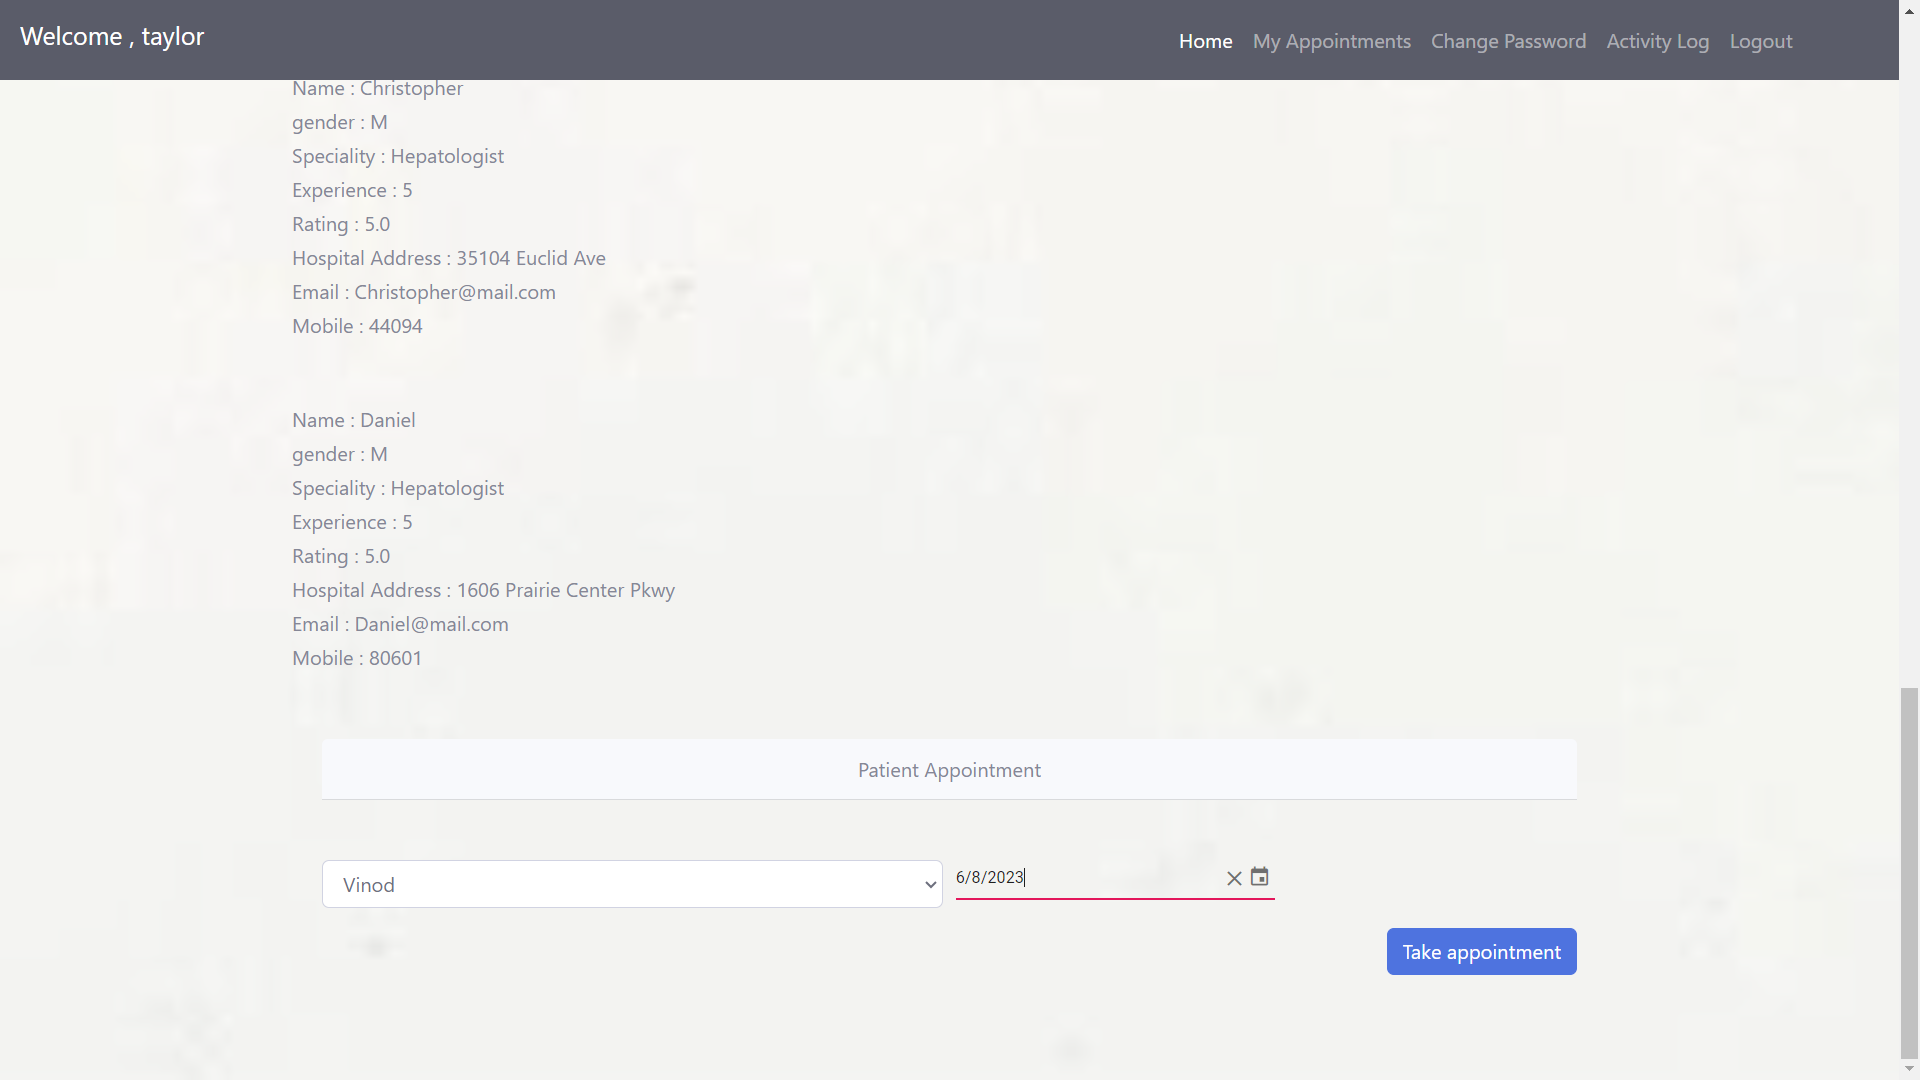 Welcome , taylor
Home My Appointments Change Password Activity Log Logout
Name : Christopher
gender : M
Speciality : Hepatologist
Experience : 5
Rating : 5.0
Hospital Address : 35104 Euclid Ave
Email : Christopher@mail.com
Mobile : 44094
Name : Daniel
gender : M
Speciality : Hepatologist
Experience : 5
Rating : 5.0
Hospital Address : 1606 Prairie Center Pkwy
Email : Daniel@mail.com
Mobile : 80601
Patient Appointment
Vinod
6/8/2023
Take appointment